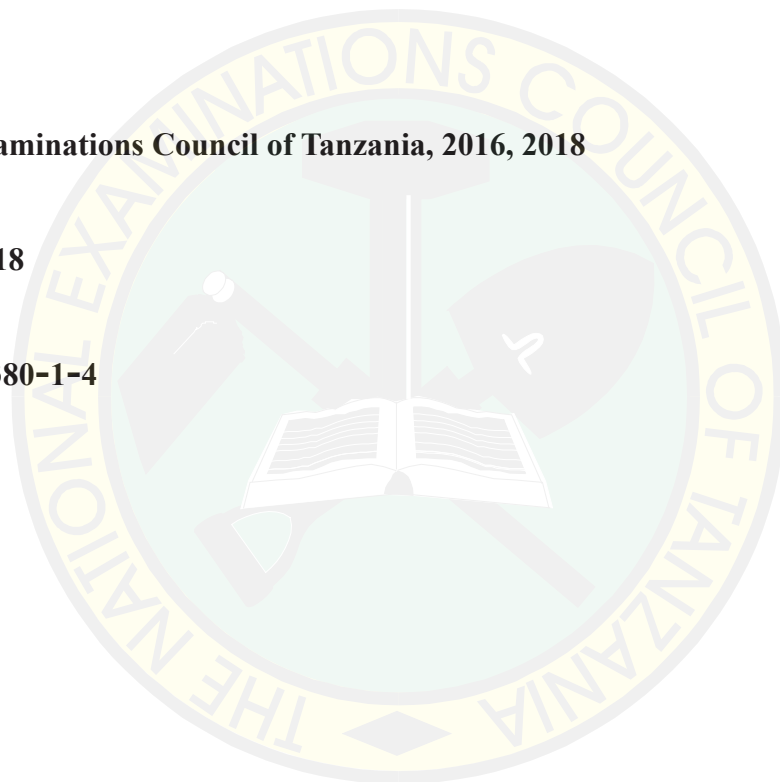 aminations Council of Tanzania, 2016, 2018
18
80-1-4
THE NATIONAL EXAMINATIONS COUNCIL OF TANZANIA